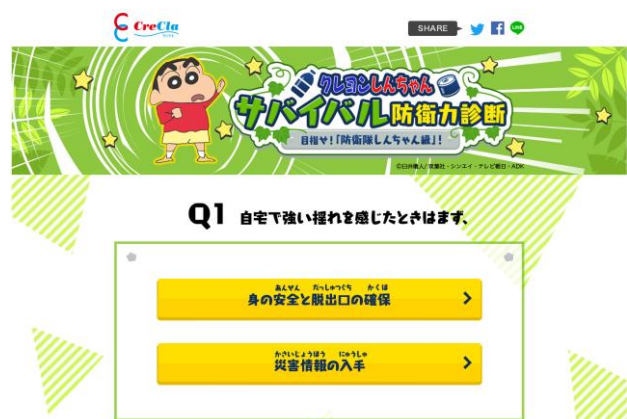 CreCla
SHARE
LINE
クレヨンしんちゃん
サバイバル防衛力診断
目指せ!「防衛隊しんちゃん級」!
©臼井儀人/双葉社・シンエイ・テレビ朝日・ADK
Q1 自宅で強い揺れを感じたときはまず、
あんぜん だっしゅつぐち かくほ
身の安全と脱出口の確保
さいがいじょうほう にゅうしゅ
災害情報の入手